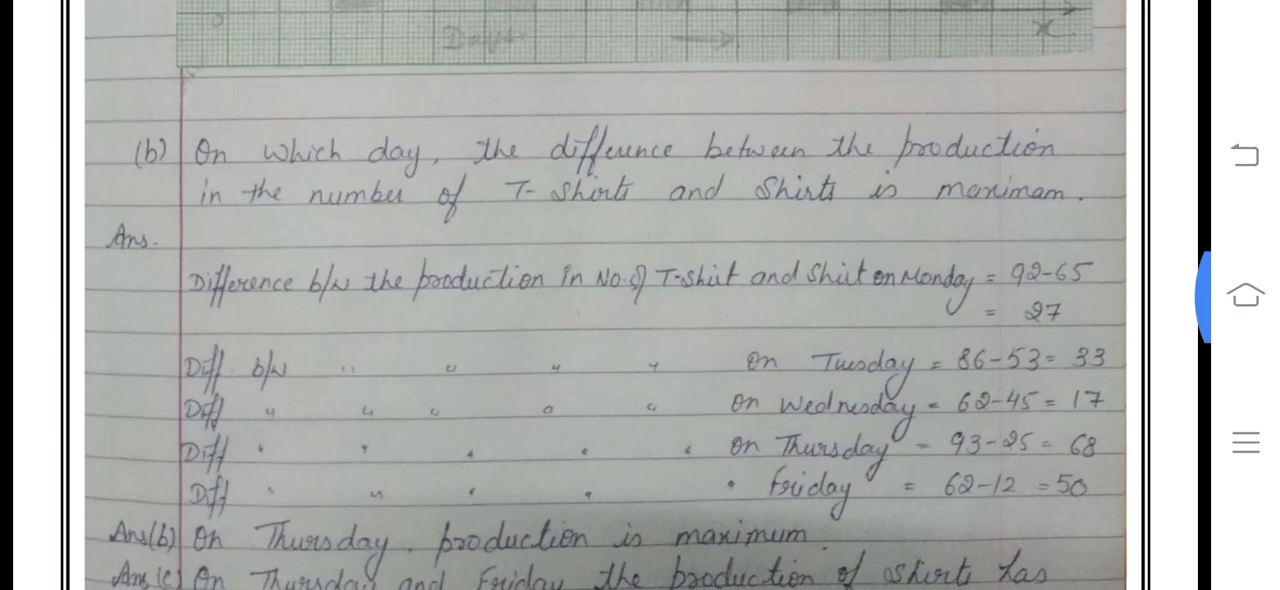 Days.
x
(b) On which day, the difference between the production
in the number of T-Shirts and Shirts is maximam.
Ans.
Difference b/w the production in No. of T-Shirt and Shirt on Monday = 92-65
= 27
Diff. b/w " " " " On Tuesday = 86-53= 33
Diff " " " " " On Wednesday = 62-45 = 17
Diff " " " " " On Thursday = 93-25 = 68
Diff " " " " " Friday = 62-12 = 50
Ans(b) On Thursday, production is maximum.
Ans (c) On Thursday and Friday the production of shirts has